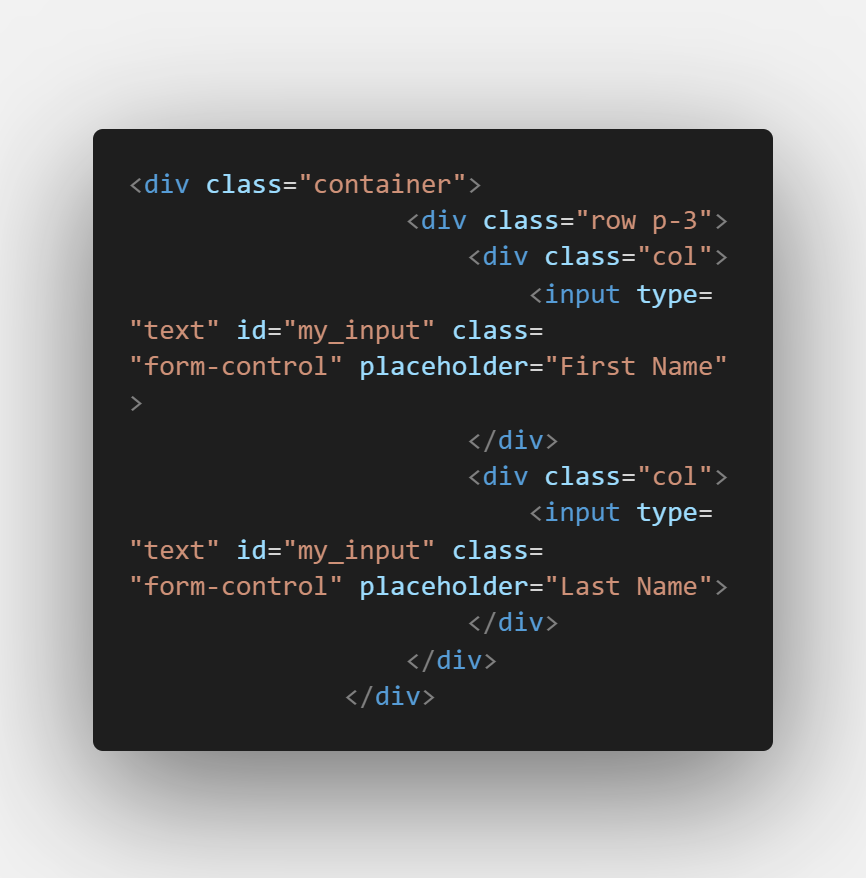 <div class="container">
<div class="row p-3">
<div class="col">
<input type=
"text" id="my_input" class=
"form-control" placeholder="First Name"
>
</div>
<div class="col">
<input type=
"text" id="my_input" class=
"form-control" placeholder="Last Name">
</div>
</div>
</div>